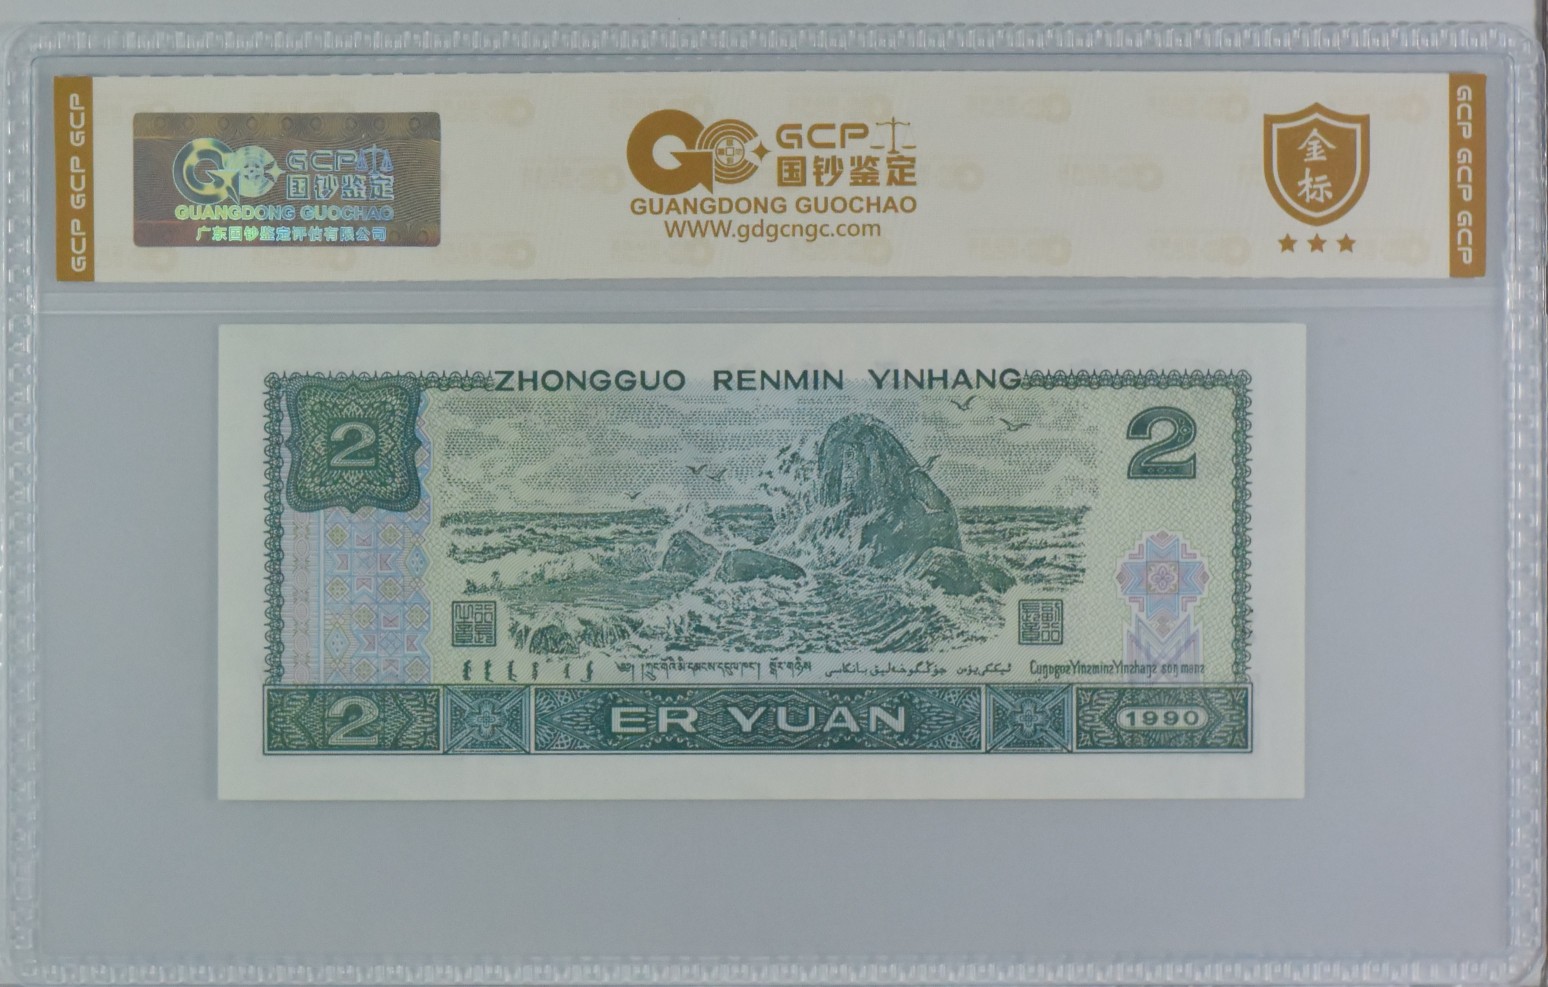 GCP GCP GCP
GCP
国钞鉴定
GUANGDONG GUOCHAO
广东国钞鉴定评估有限公司
GCP
国钞鉴定
GUANGDONG GUOCHAO
WWW.gdgcngc.com
金
标
GCP GCP GCP
ZHONGGUO RENMIN YINHANG
2
2
CuŋƅgozYinzminzYinzhangz
2
ER YUAN
1990